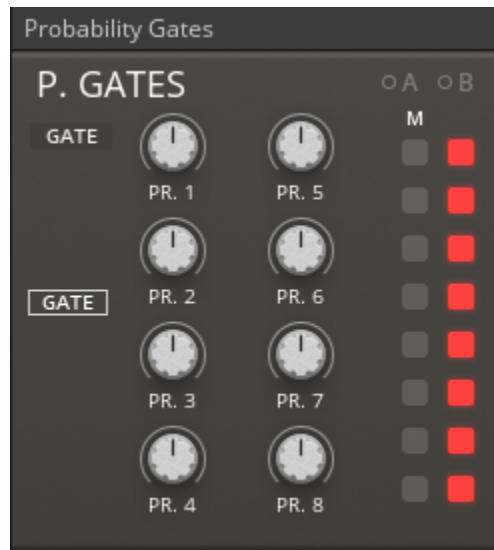 Probability Gates
P. GATES
A B
M
GATE
PR. 1 PR. 5
GATE
PR. 2 PR. 6
PR. 3 PR. 7
PR. 4 PR. 8